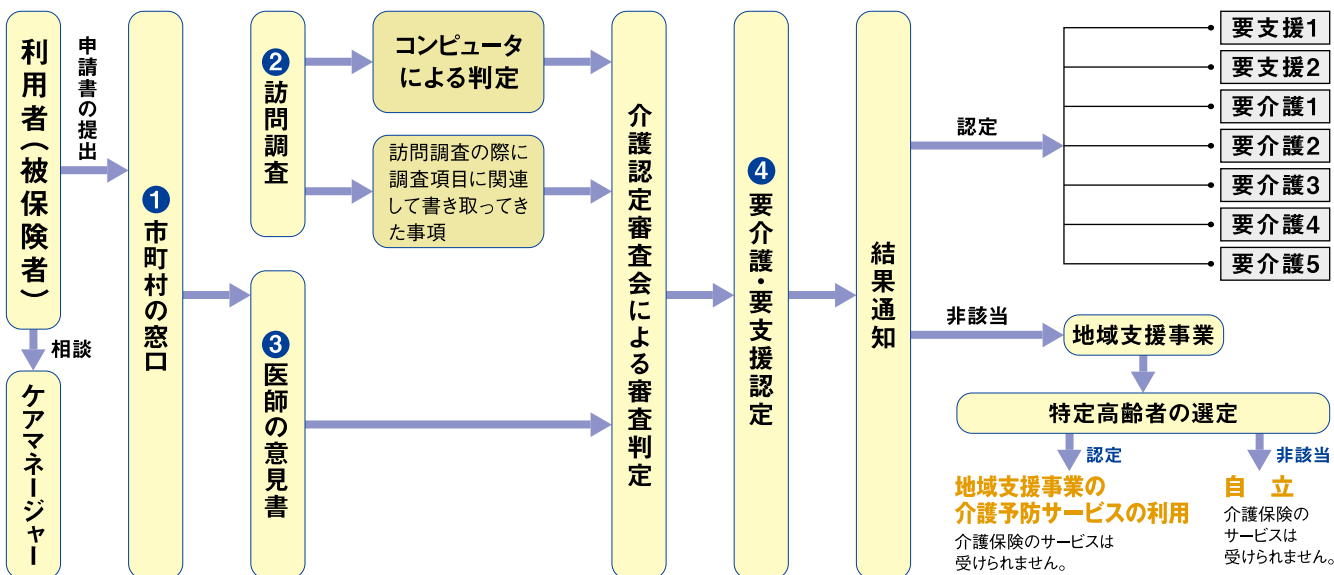 利用者（被保険者）
申請書の提出
相談
ケアマネージャー
❶市町村の窓口
❷訪問調査
コンピュータ
による判定
訪問調査の際に
調査項目に関連
して書き取ってき
た事項
❸医師の意見書
介護認定審査会による審査判定
❹要介護・要支援認定
結果通知
認定
要支援1
要支援2
要介護1
要介護2
要介護3
要介護4
要介護5
非該当
地域支援事業
特定高齢者の選定
認定
地域支援事業の
介護予防サービスの利用
介護保険のサービスは
受けられません。
非該当
自　立
介護保険の
サービスは
受けられません。